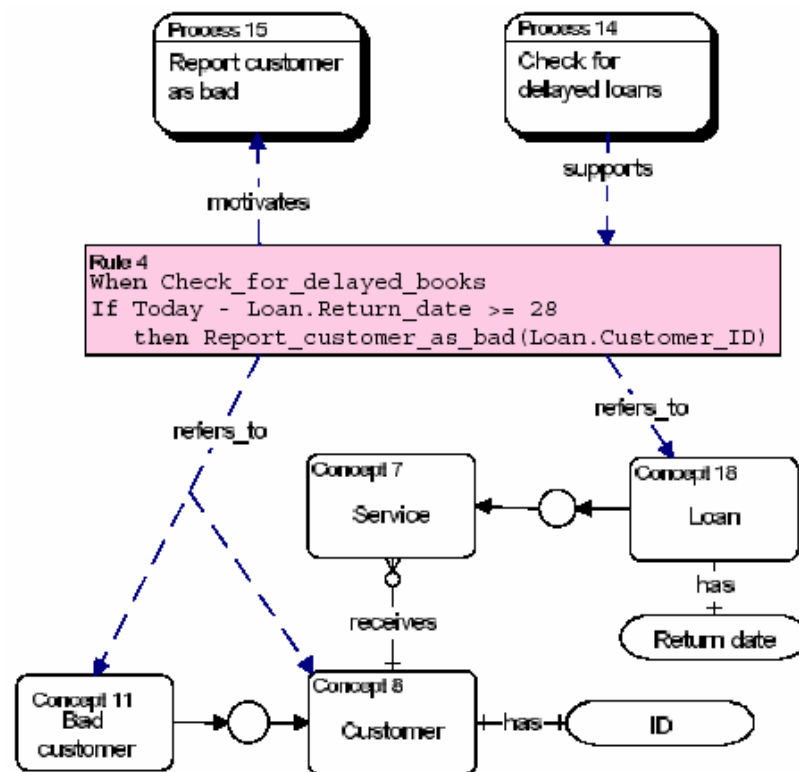 Process 15
Report customer
as bad
Process 14
Check for
delayed loans
motivates
supports
Rule 4
When Check_for_delayed_books
If Today - Loan.Return_date >= 28
then Report_customer_as_bad(Loan.Customer_ID)
refers_to
refers_to
Concept 7
Service
Concept 18
Loan
has
Return date
receives
Concept 11
Bad
customer
Concept 8
Customer
has
ID